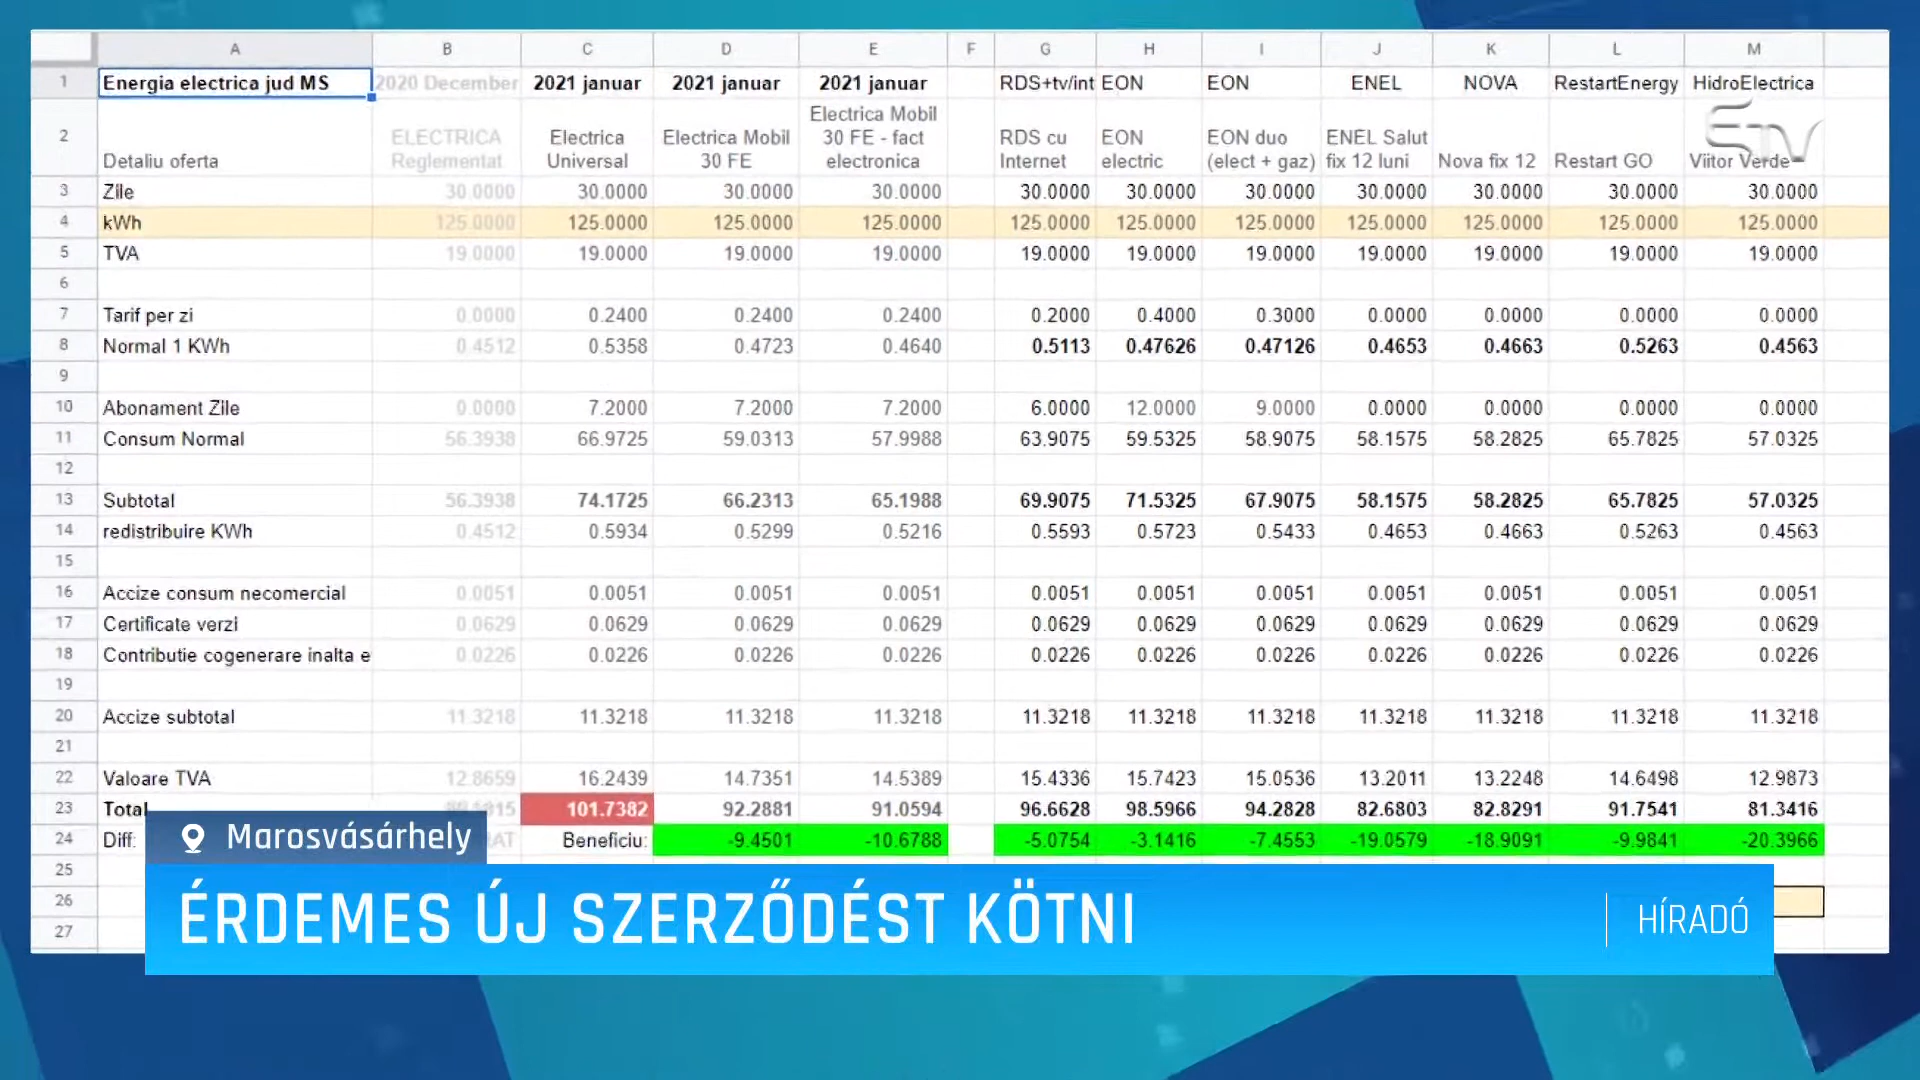 A B C D E F G H I J K L M
1 Energia electrica jud MS 2020 December 2021 januar 2021 januar 2021 januar RDS+tv/int EON EON ENEL NOVA RestartEnergy HidroElectrica
2 Detaliu oferta ELECTRICA Reglementat Electrica Universal Electrica Mobil 30 FE Electrica Mobil 30 FE - fact electronica RDS cu Internet EON electric EON duo (elect + gaz) ENEL Salut fix 12 luni Nova fix 12 Restart GO Viitor Verde
ETV
3 Zile 30.0000 30.0000 30.0000 30.0000 30.0000 30.0000 30.0000 30.0000 30.0000 30.0000 30.0000
4 kWh 125.0000 125.0000 125.0000 125.0000 125.0000 125.0000 125.0000 125.0000 125.0000 125.0000 125.0000
5 TVA 19.0000 19.0000 19.0000 19.0000 19.0000 19.0000 19.0000 19.0000 19.0000 19.0000 19.0000
6
7 Tarif per zi 0.0000 0.2400 0.2400 0.2400 0.2000 0.4000 0.3000 0.0000 0.0000 0.0000 0.0000
8 Normal 1 KWh 0.4512 0.5358 0.4723 0.4640 0.5113 0.47626 0.47126 0.4653 0.4663 0.5263 0.4563
9
10 Abonament Zile 0.0000 7.2000 7.2000 7.2000 6.0000 12.0000 9.0000 0.0000 0.0000 0.0000 0.0000
11 Consum Normal 56.3938 66.9725 59.0313 57.9988 63.9075 59.5325 58.9075 58.1575 58.2825 65.7825 57.0325
12
13 Subtotal 56.3938 74.1725 66.2313 65.1988 69.9075 71.5325 67.9075 58.1575 58.2825 65.7825 57.0325
14 redistribuire KWh 0.4512 0.5934 0.5299 0.5216 0.5593 0.5723 0.5433 0.4653 0.4663 0.5263 0.4563
15
16 Accize consum necomercial 0.0051 0.0051 0.0051 0.0051 0.0051 0.0051 0.0051 0.0051 0.0051 0.0051 0.0051
17 Certificate verzi 0.0629 0.0629 0.0629 0.0629 0.0629 0.0629 0.0629 0.0629 0.0629 0.0629 0.0629
18 Contributie cogenerare inalta e 0.0226 0.0226 0.0226 0.0226 0.0226 0.0226 0.0226 0.0226 0.0226 0.0226 0.0226
19
20 Accize subtotal 11.3218 11.3218 11.3218 11.3218 11.3218 11.3218 11.3218 11.3218 11.3218 11.3218 11.3218
21
22 Valoare TVA 12.8659 16.2439 14.7351 14.5389 15.4336 15.7423 15.0536 13.2011 13.2248 14.6498 12.9873
23 Total 101.7382 92.2881 91.0594 96.6628 98.5966 94.2828 82.6803 82.8291 91.7541 81.3416
24 Diff: Beneficiu: -9.4501 -10.6788 -5.0754 -3.1416 -7.4553 -19.0579 -18.9091 -9.9841 -20.3966
25
26
27
Marosvásárhely
ÉRDEMES ÚJ SZERZŐDÉST KÖTNI
HÍRADÓ